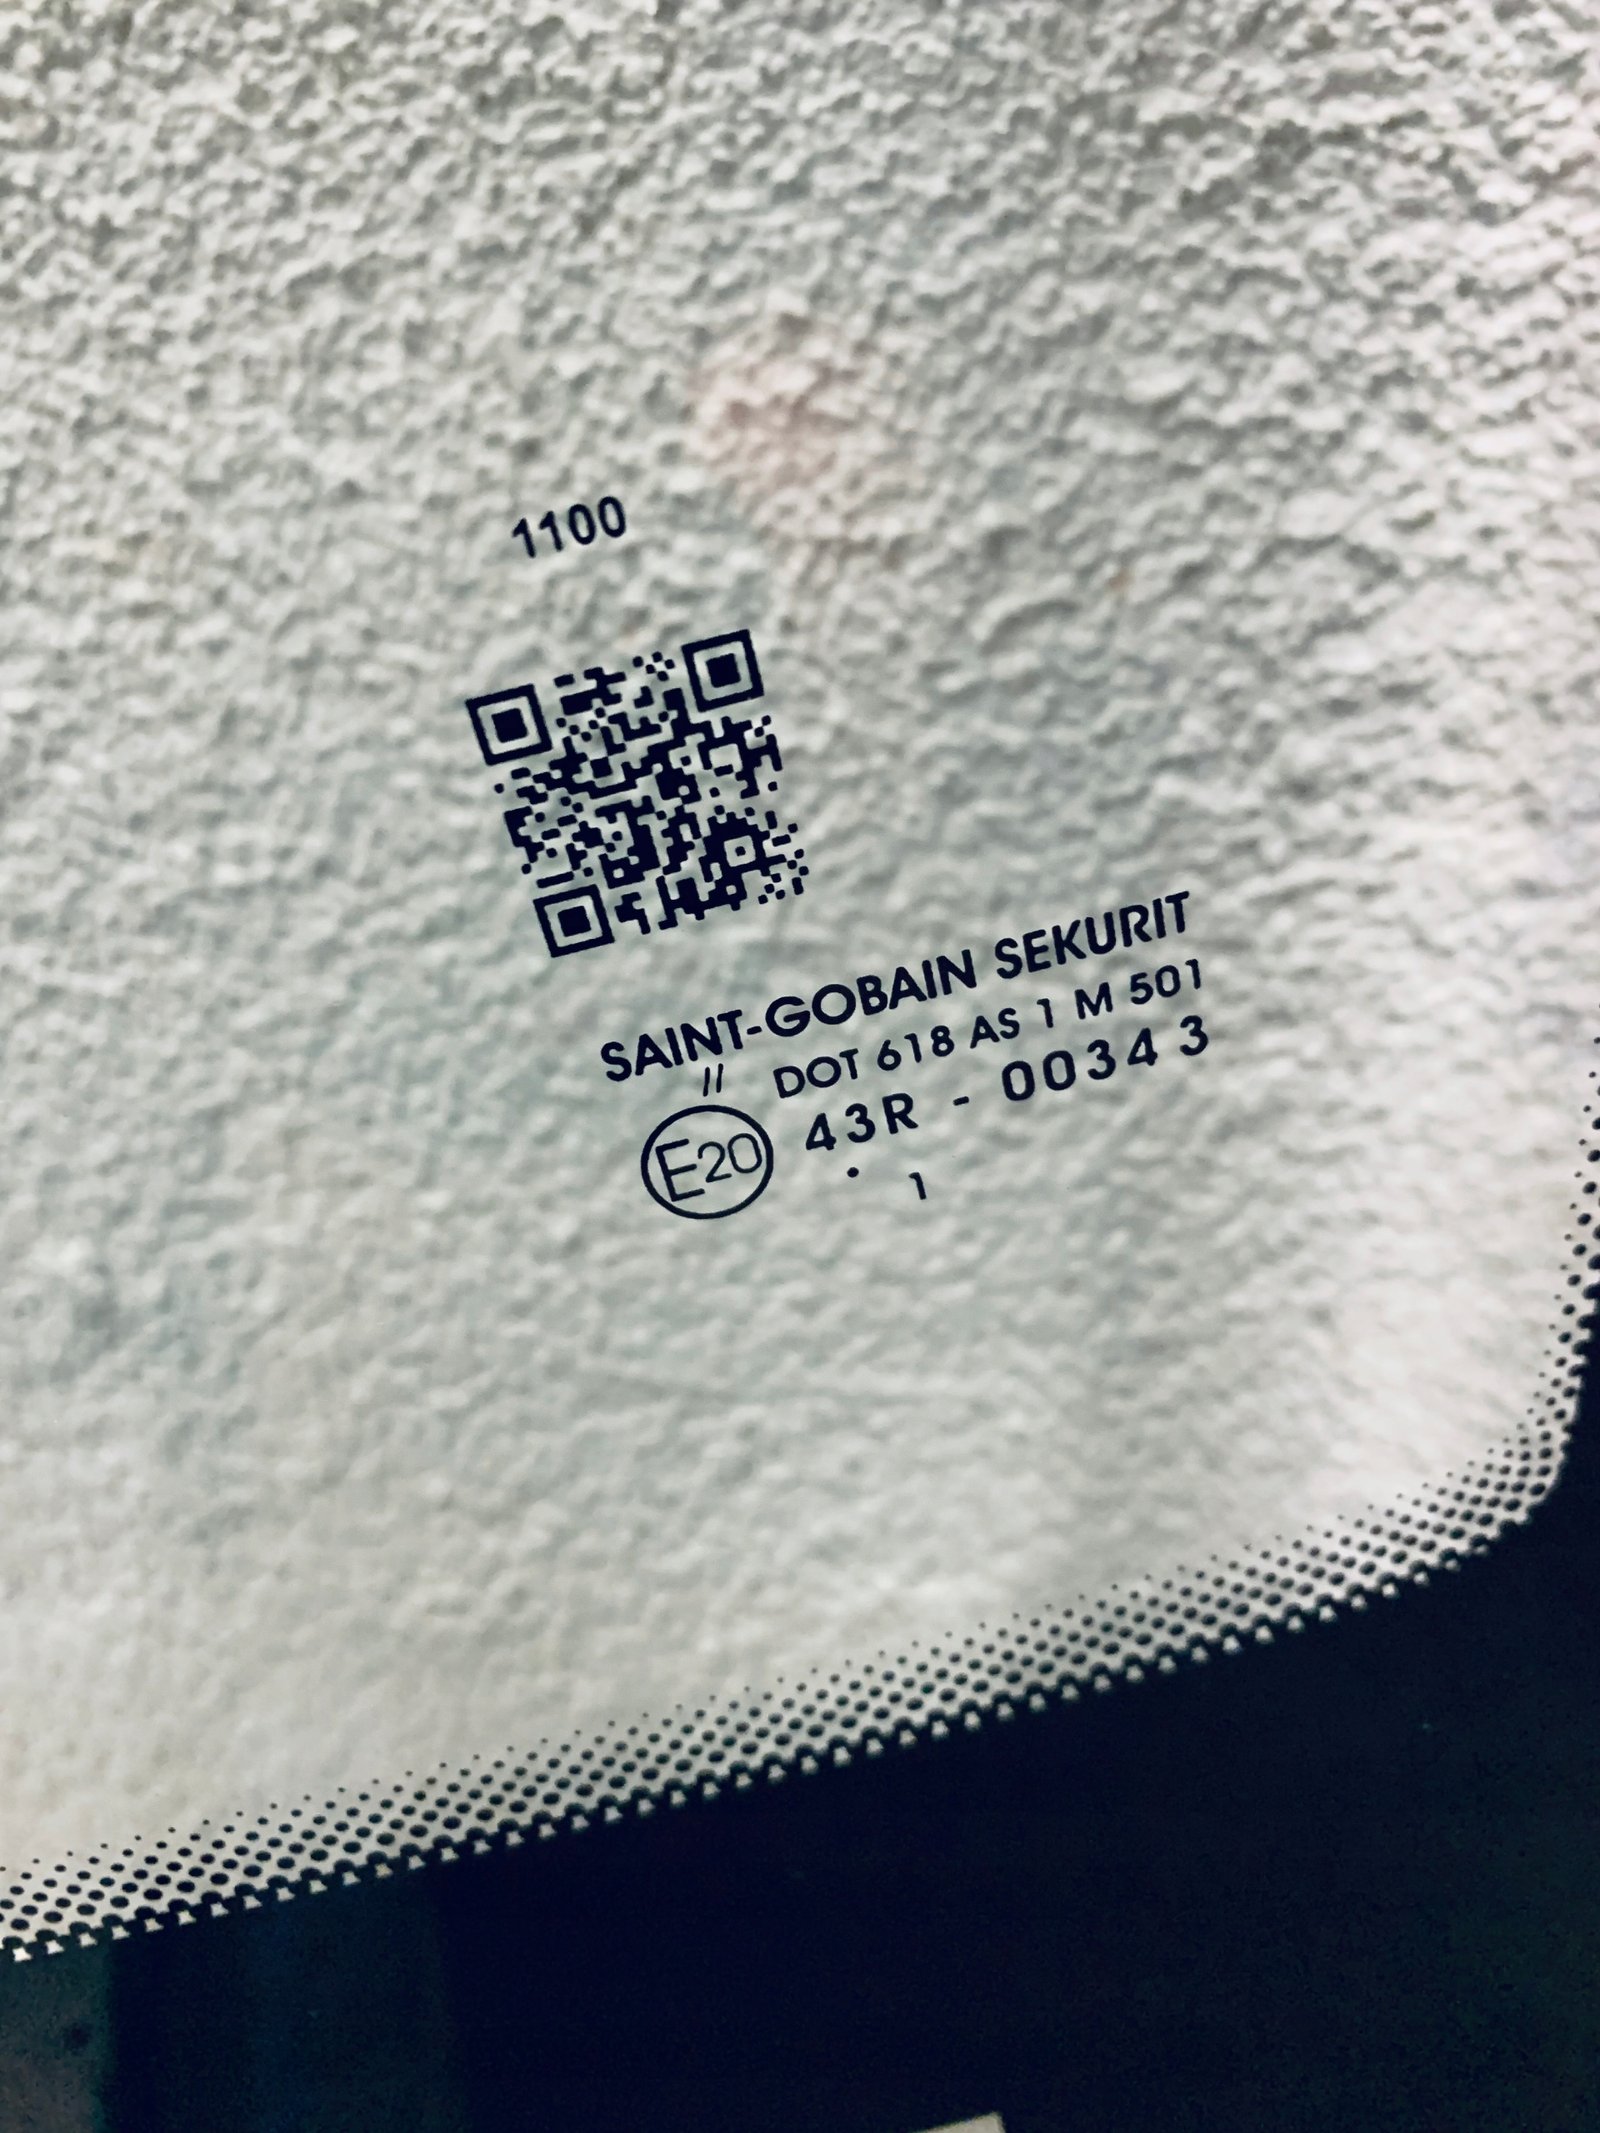 1100
SAINT-GOBAIN SEKURIT
// DOT 618 AS 1 M 501
E20 43R - 00343
. 1